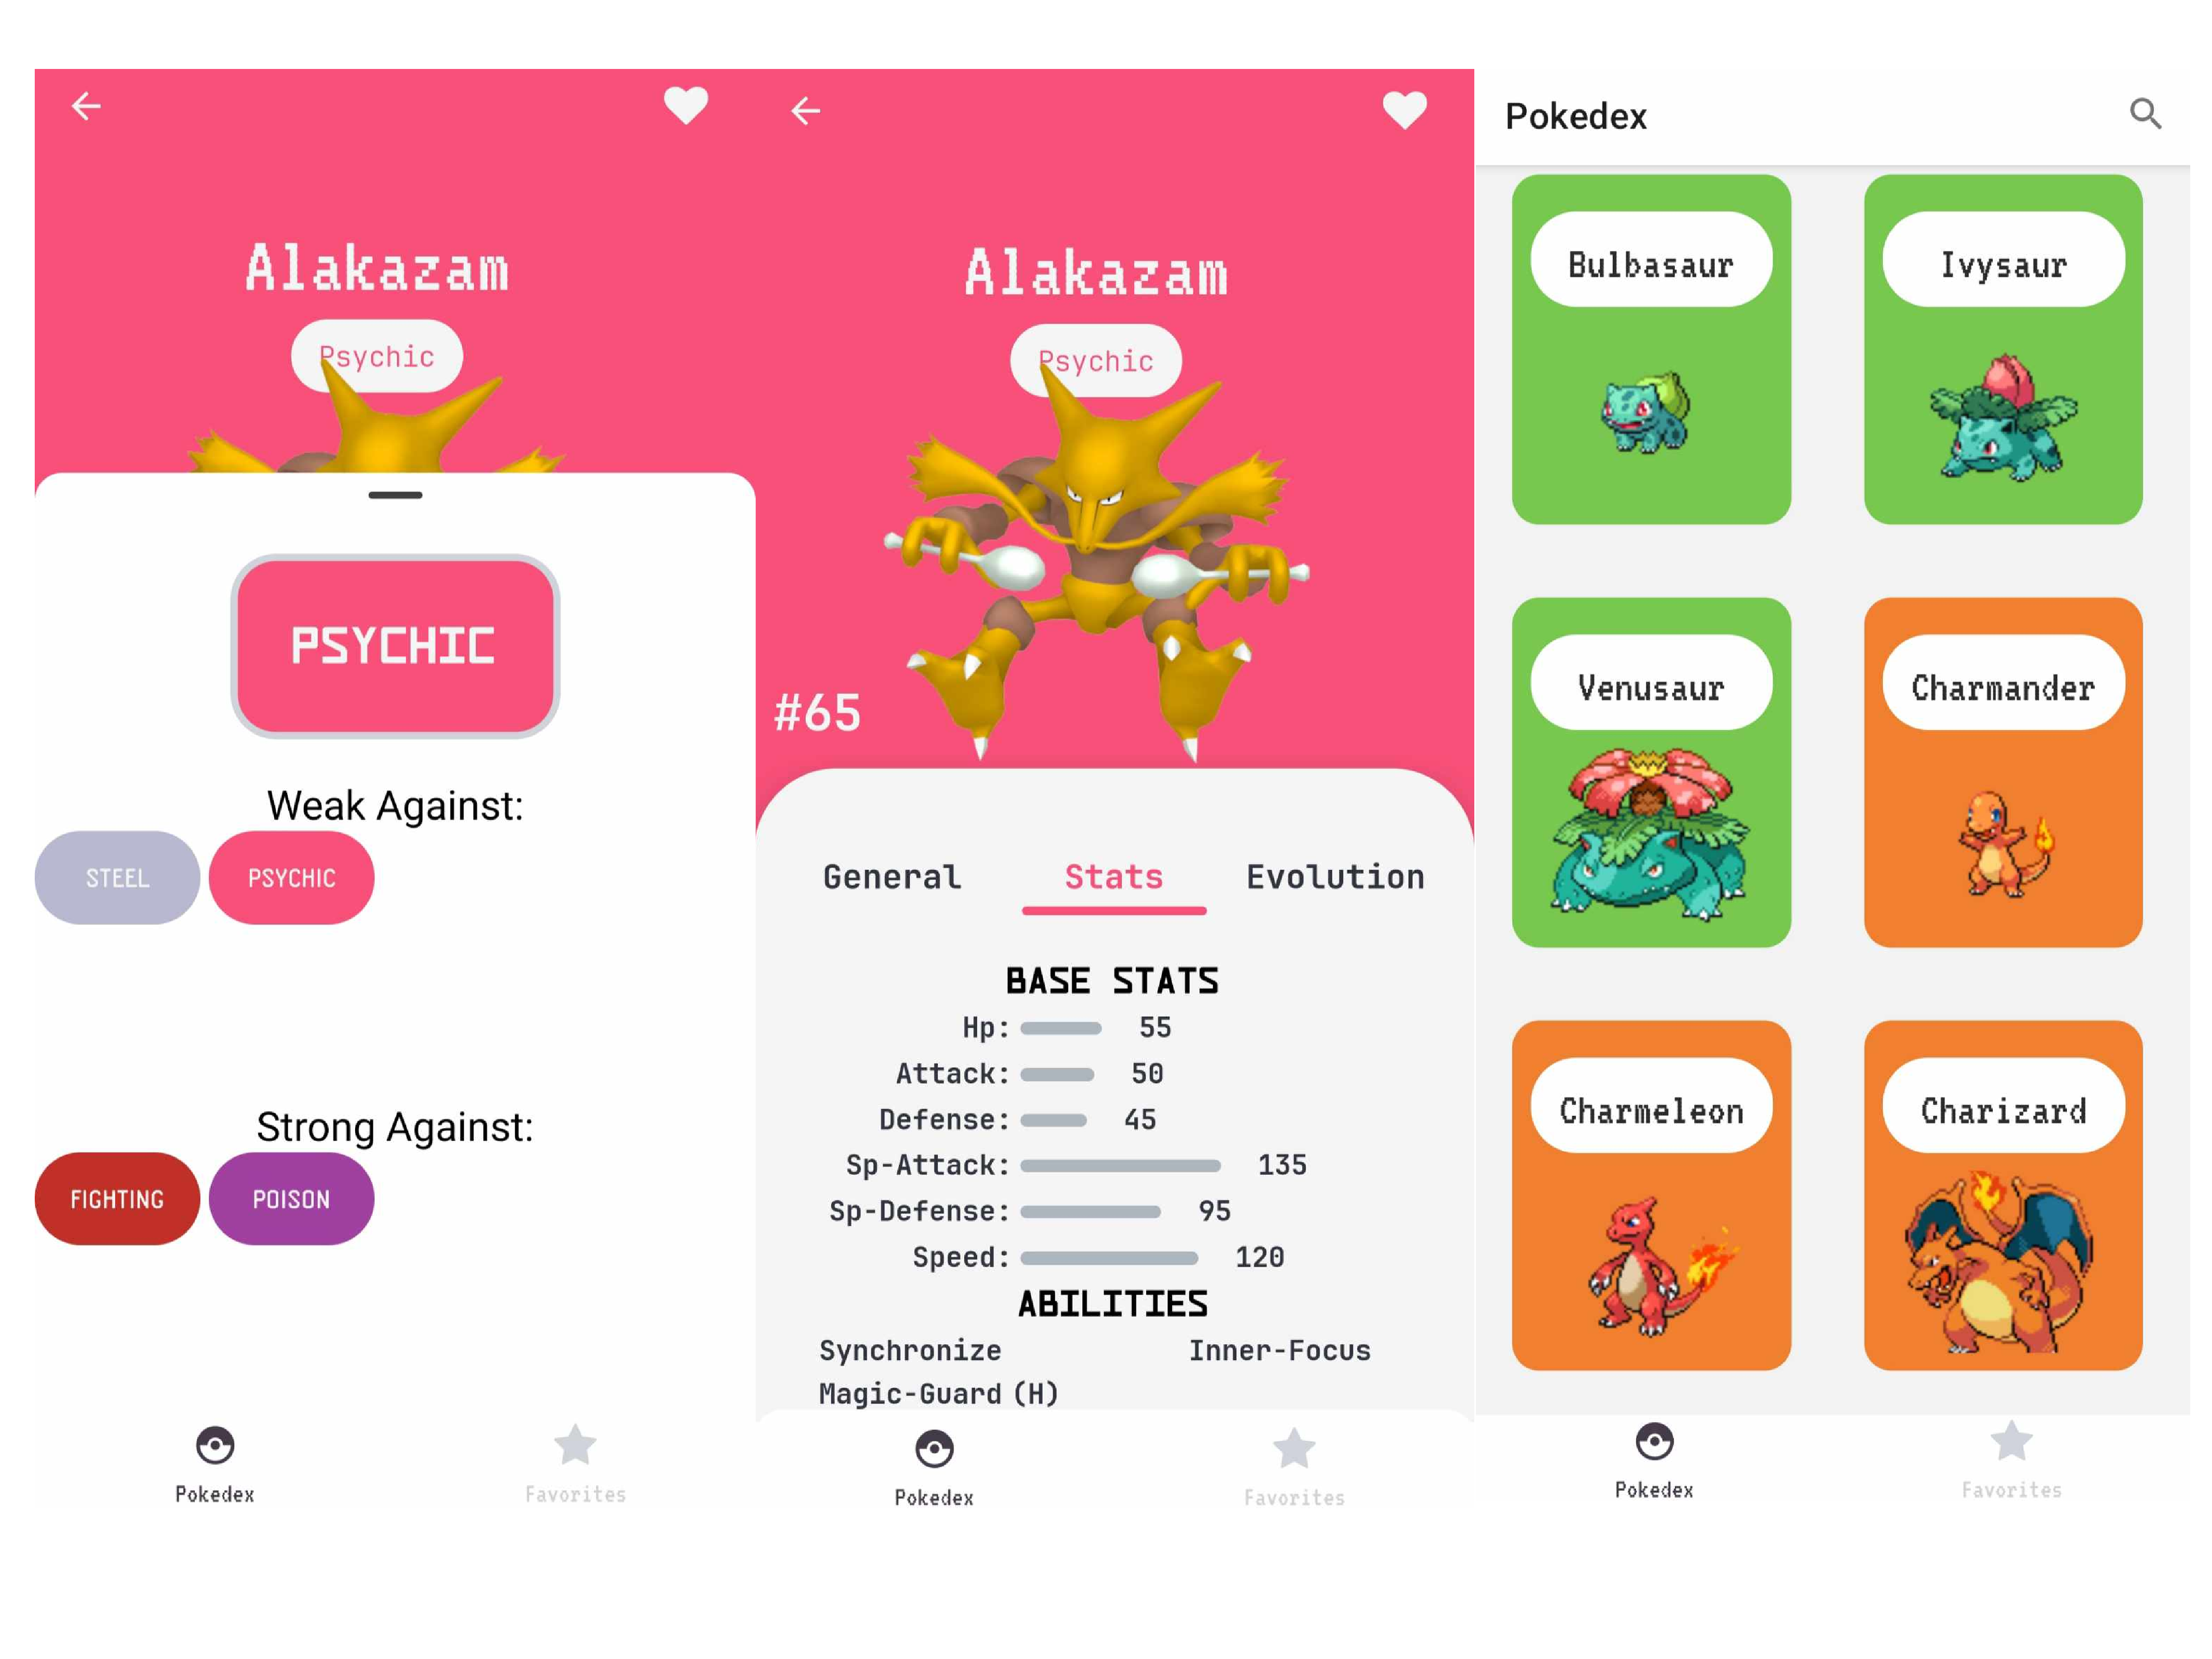 Alakazam
Psychic
PSYCHIC
Weak Against:
STEEL PSYCHIC
Strong Against:
FIGHTING POISON
Pokedex Favorites
Alakazam
Psychic
#65
General Stats Evolution
BASE STATS
Hp: 55
Attack: 50
Defense: 45
Sp-Attack: 135
Sp-Defense: 95
Speed: 120
ABILITIES
Synchronize Inner-Focus
Magic-Guard (H)
Pokedex Favorites
Pokedex
Bulbasaur Ivysaur
Venusaur Charmander
Charmeleon Charizard
Pokedex Favorites